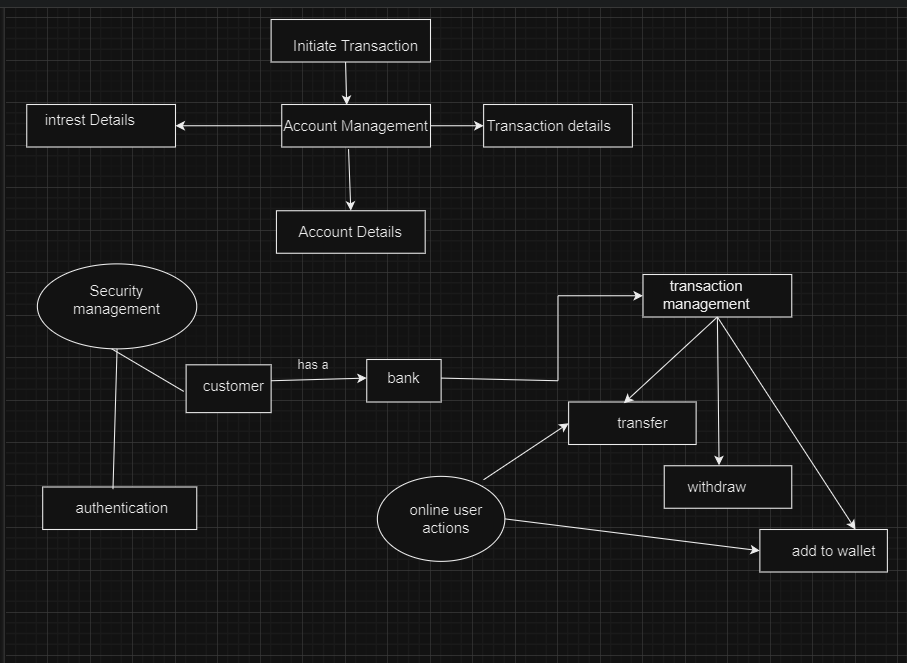 Initiate Transaction
intrest Details
Account Management
Transaction details
Account Details
Security
management
transaction
management
has a
customer
bank
transfer
withdraw
authentication
online user
actions
add to wallet